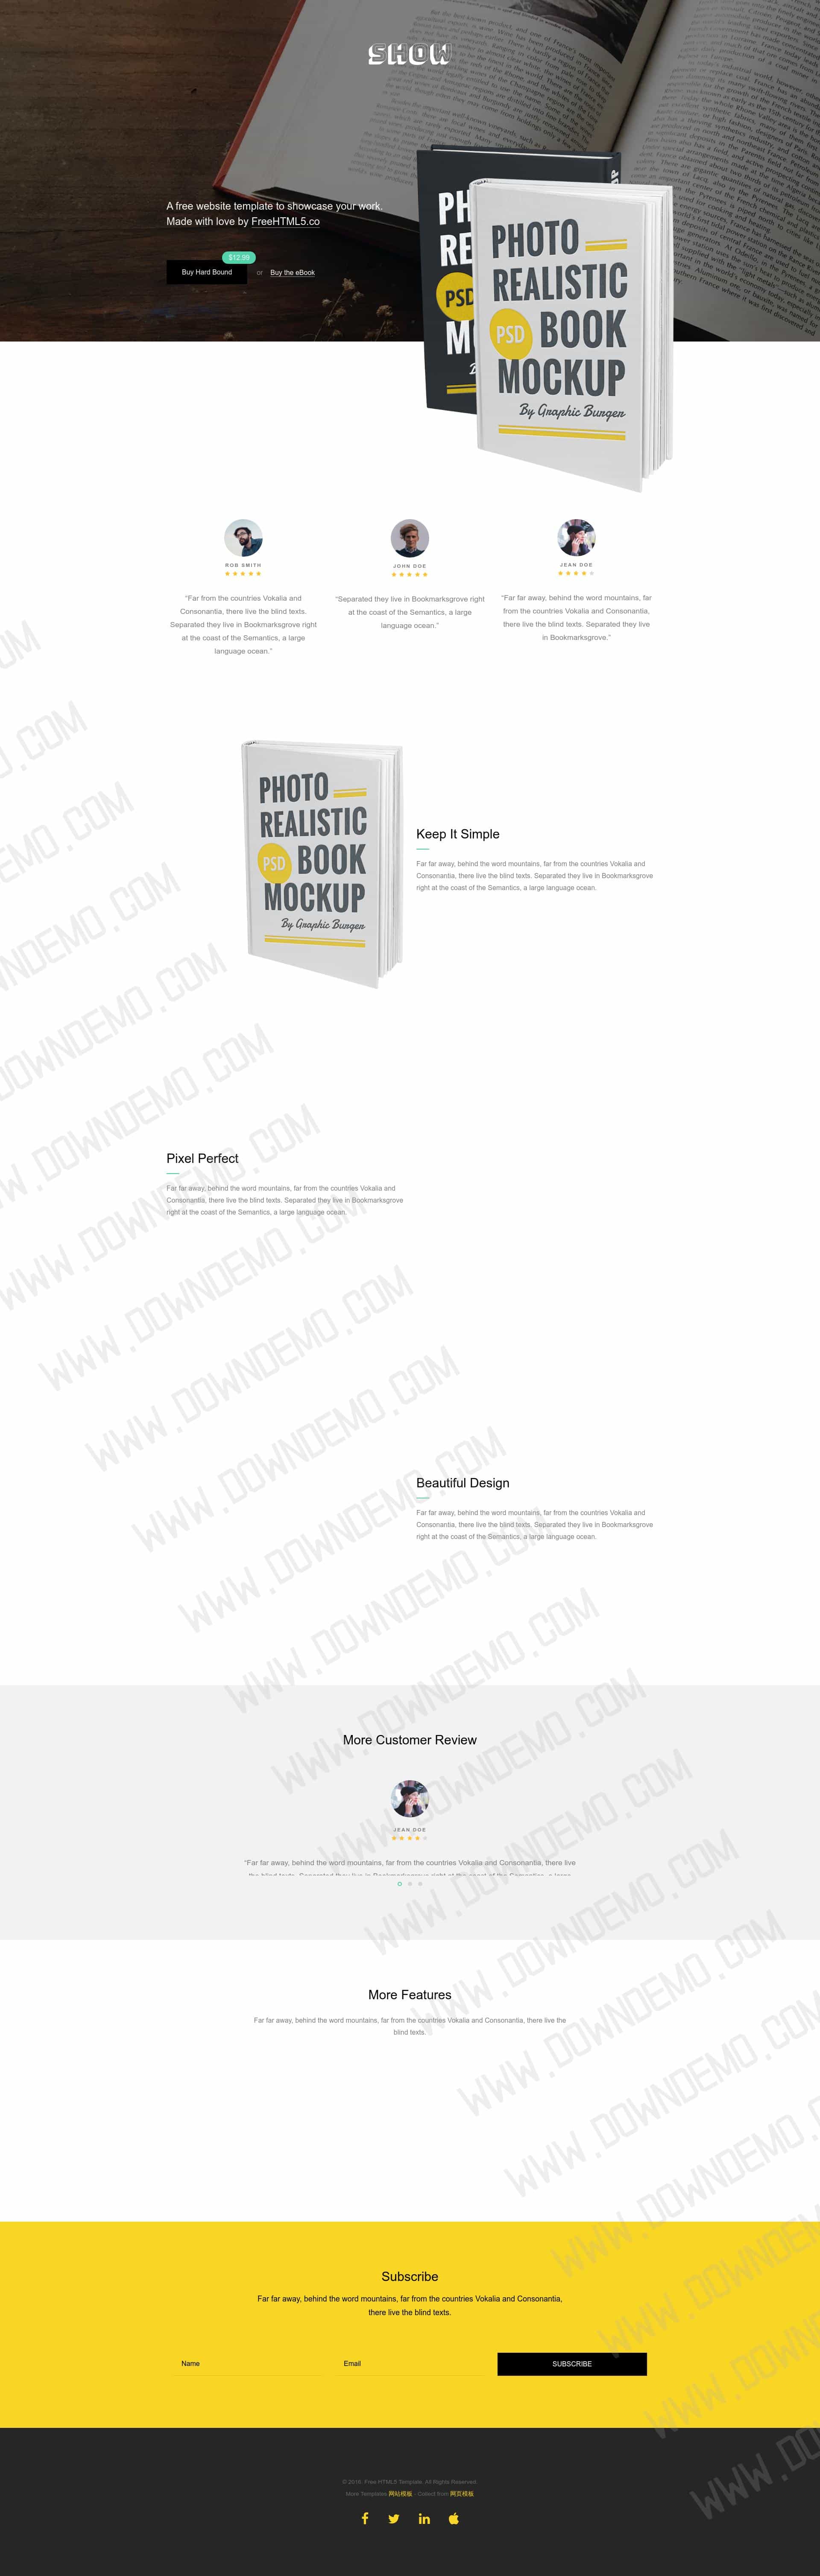 SHOW
A free website template to showcase your work.
Made with love by FreeHTML5.co
$12.99
Buy Hard Bound
or
Buy the eBook
PHOTO
REALISTIC
PSD
BOOK
MOCKUP
By Graphic Burger
ROB SMITH
“Far from the countries Vokalia and
Consonantia, there live the blind texts.
Separated they live in Bookmarksgrove right
at the coast of the Semantics, a large
language ocean.”
JOHN DOE
“Separated they live in Bookmarksgrove right
at the coast of the Semantics, a large
language ocean.”
JEAN DOE
“Far far away, behind the word mountains, far
from the countries Vokalia and Consonantia,
there live the blind texts. Separated they live
in Bookmarksgrove.”
PHOTO
REALISTIC
PSD
BOOK
MOCKUP
By Graphic Burger
Keep It Simple
Far far away, behind the word mountains, far from the countries Vokalia and
Consonantia, there live the blind texts. Separated they live in Bookmarksgrove
right at the coast of the Semantics, a large language ocean.
Pixel Perfect
Far far away, behind the word mountains, far from the countries Vokalia and
Consonantia, there live the blind texts. Separated they live in Bookmarksgrove
right at the coast of the Semantics, a large language ocean.
Beautiful Design
Far far away, behind the word mountains, far from the countries Vokalia and
Consonantia, there live the blind texts. Separated they live in Bookmarksgrove
right at the coast of the Semantics, a large language ocean.
More Customer Review
JEAN DOE
“Far far away, behind the word mountains, far from the countries Vokalia and Consonantia, there live
More Features
Far far away, behind the word mountains, far from the countries Vokalia and Consonantia, there live the
blind texts.
Subscribe
Far far away, behind the word mountains, far from the countries Vokalia and Consonantia,
there live the blind texts.
Name
Email
SUBSCRIBE
© 2016. Free HTML5 Template. All Rights Reserved.
More Templates 网站模板 - Collect from 网页模板
WWW.DOWNDEMO.COM